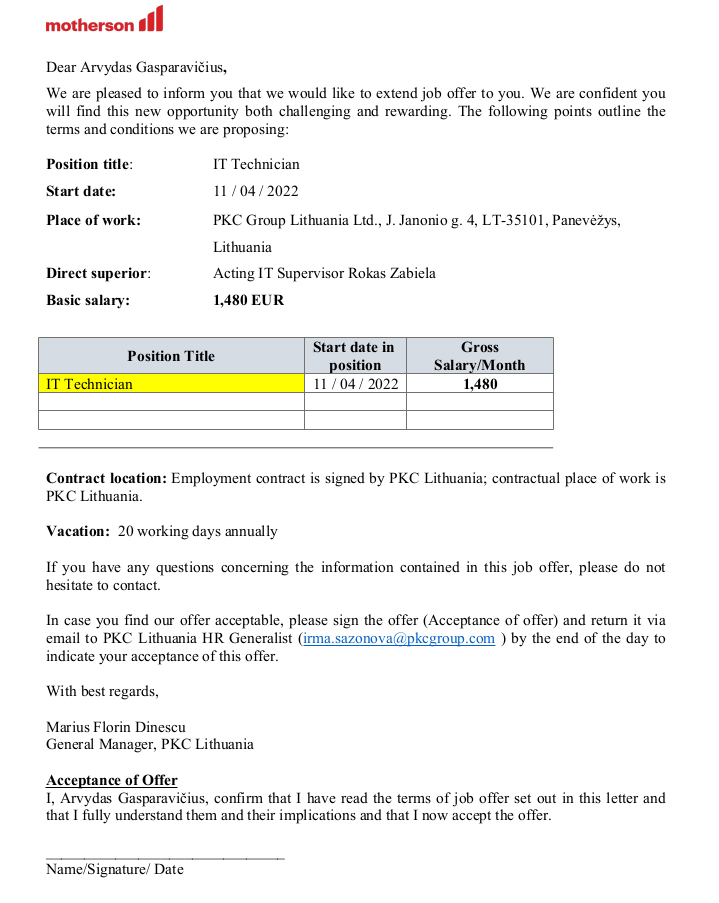 motherson
Dear Arvydas Gasparavičius,
We are pleased to inform you that we would like to extend job offer to you. We are confident you
will find this new opportunity both challenging and rewarding. The following points outline the
terms and conditions we are proposing:
Position title: IT Technician
Start date: 11 / 04 / 2022
Place of work: PKC Group Lithuania Ltd., J. Janonio g. 4, LT-35101, Panevėžys,
Lithuania
Direct superior: Acting IT Supervisor Rokas Zabiela
Basic salary: 1,480 EUR
Position Title Start date in position Gross Salary/Month
IT Technician 11 / 04 / 2022 1,480
Contract location: Employment contract is signed by PKC Lithuania; contractual place of work is
PKC Lithuania.
Vacation: 20 working days annually
If you have any questions concerning the information contained in this job offer, please do not
hesitate to contact.
In case you find our offer acceptable, please sign the offer (Acceptance of offer) and return it via
email to PKC Lithuania HR Generalist (irma.sazonova@pkcgroup.com ) by the end of the day to
indicate your acceptance of this offer.
With best regards,
Marius Florin Dinescu
General Manager, PKC Lithuania
Acceptance of Offer
I, Arvydas Gasparavičius, confirm that I have read the terms of job offer set out in this letter and
that I fully understand them and their implications and that I now accept the offer.
Name/Signature/ Date